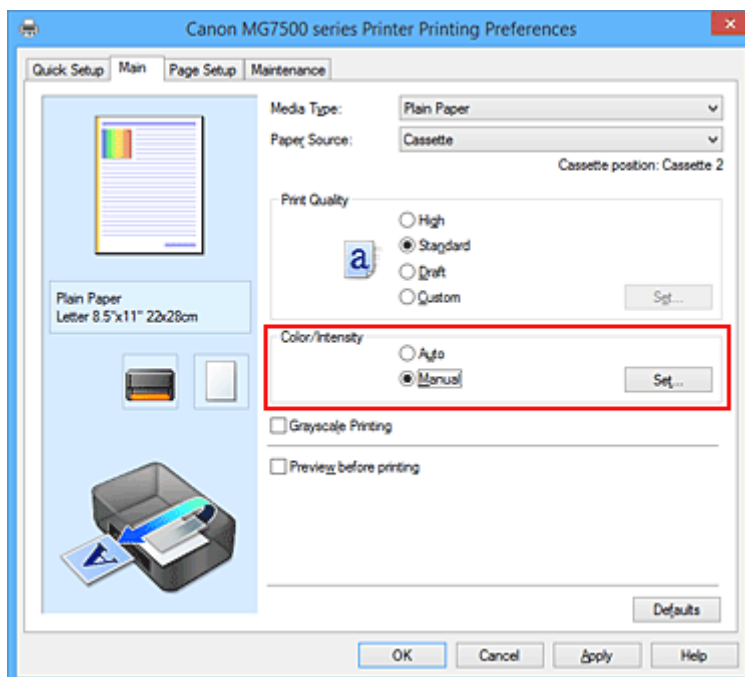 Canon MG7500 series Printer Printing Preferences
Quick Setup Main Page Setup Maintenance
Media Type: Plain Paper
Paper Source: Cassette
Cassette position: Cassette 2
Print Quality
High
Standard
Draft
Custom Set...
Plain Paper
Letter 8.5"x11" 22x28cm
Color/Intensity
Auto
Manual Set...
Grayscale Printing
Preview before printing
Defaults
OK Cancel Apply Help